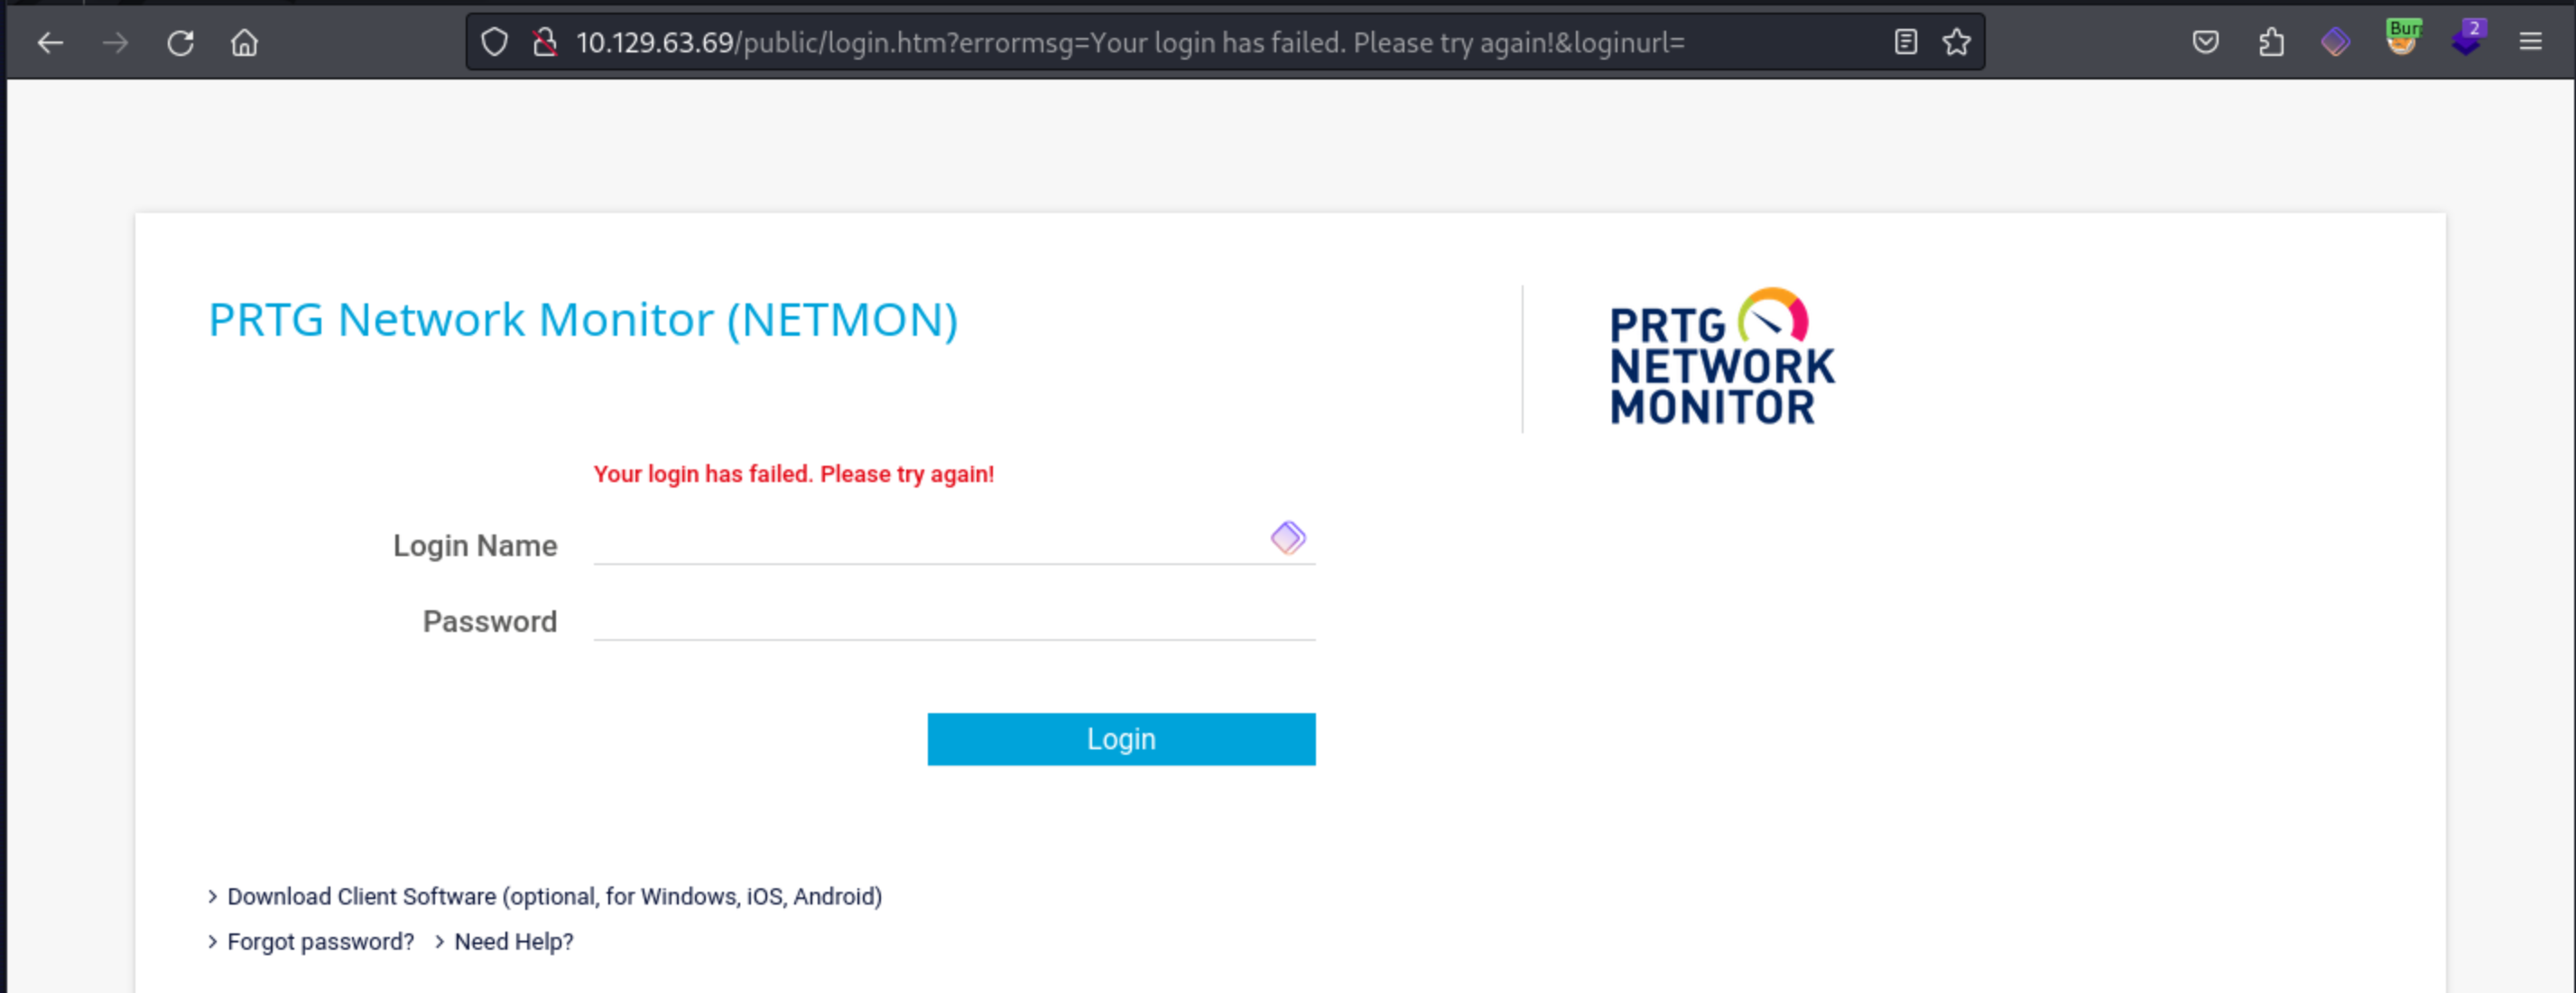 10.129.63.69/public/login.htm?errormsg=Your login has failed. Please try again!&loginurl=
Bur
2
PRTG Network Monitor (NETMON)
PRTG
NETWORK
MONITOR
Your login has failed. Please try again!
Login Name
Password
Login
> Download Client Software (optional, for Windows, iOS, Android)
> Forgot password? > Need Help?